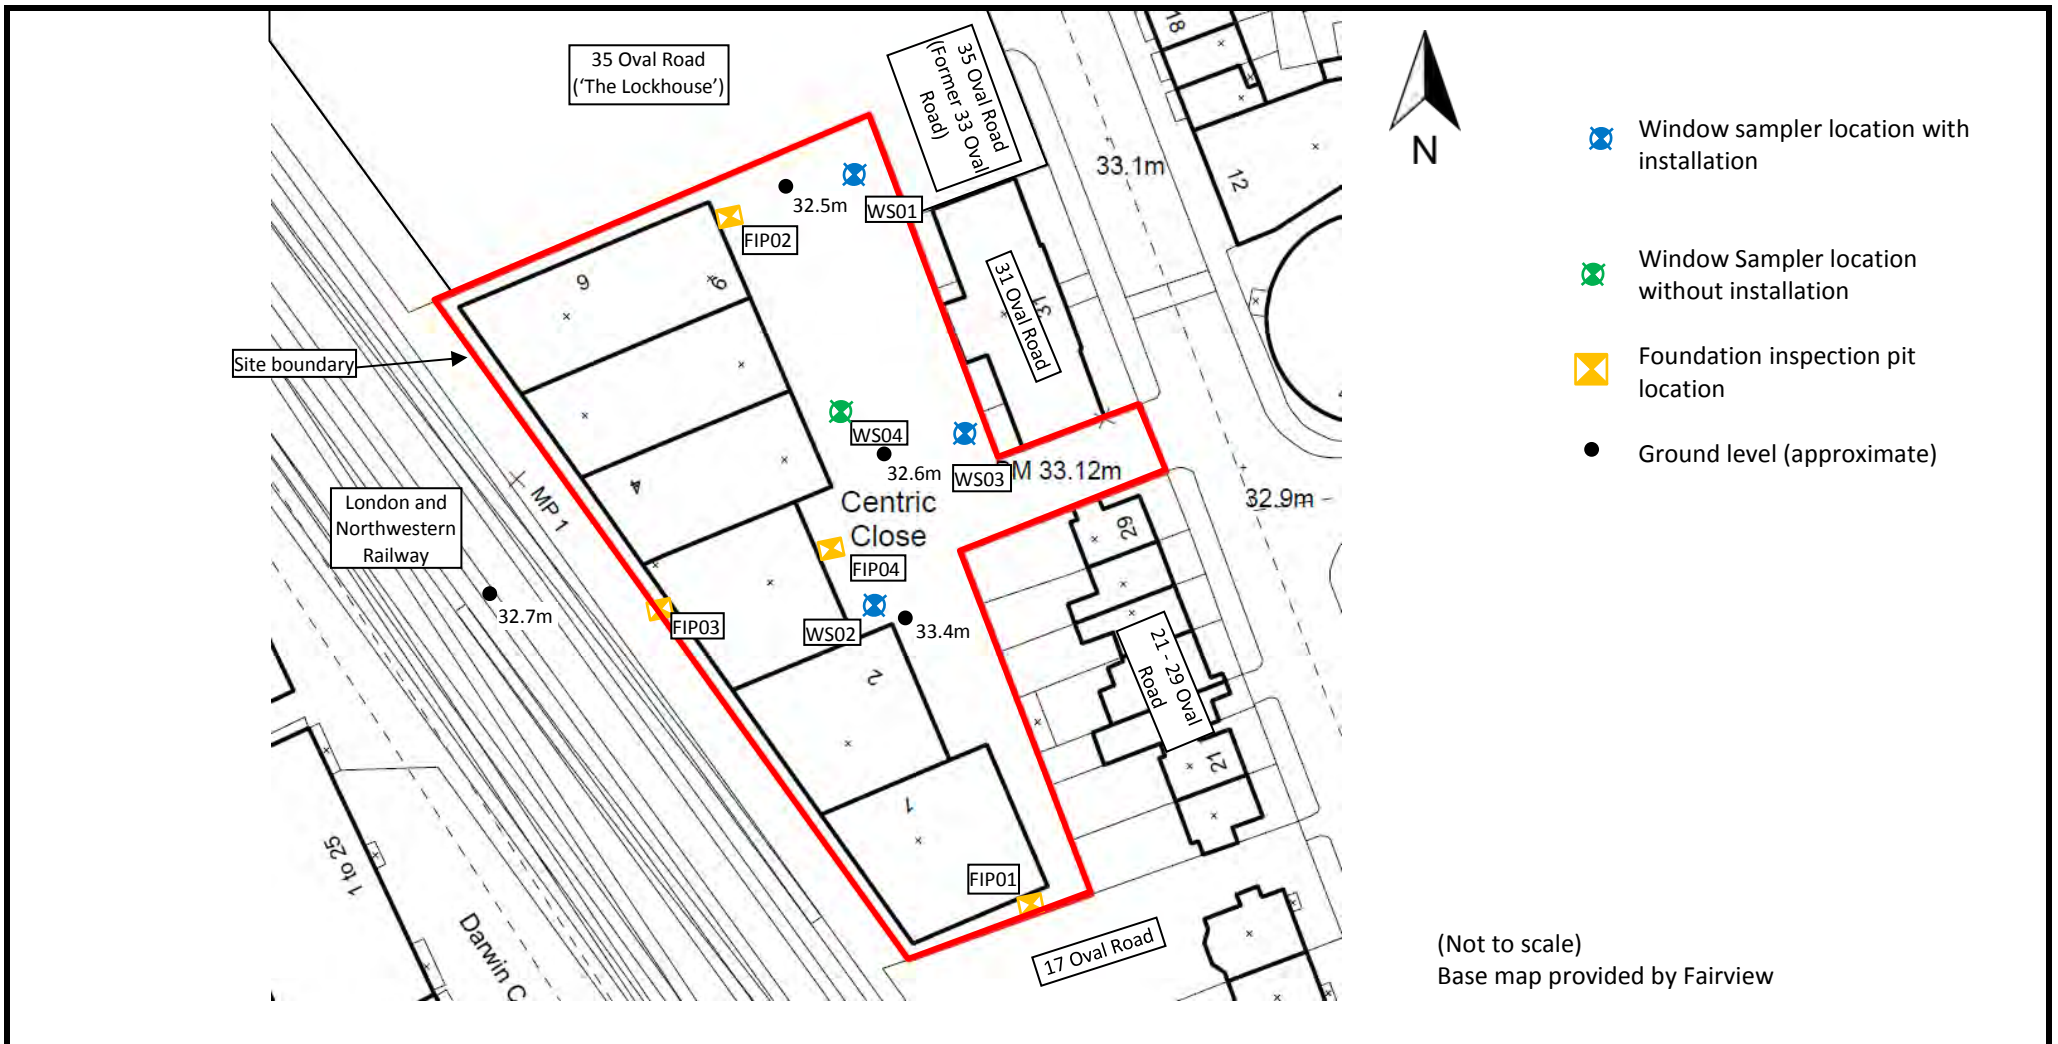 35 Oval Road
('The Lockhouse')
35 Oval Road
(Former 33 Oval
Road)
18
12
33.1m
N
Window sampler location with
installation
Window Sampler location
without installation
Foundation inspection pit
location
Ground level (approximate)
32.5m
WS01
FIP02
6
31 Oval Road
31
Site boundary
WS04
32.6m
WS03
M 33.12m
32.9m
4
MP 1
London and
Northwestern
Railway
Centric
Close
29
FIP04
32.7m
FIP03
WS02
33.4m
21 - 29 Oval
Road
2
21
1
1 to 25
FIP01
Darwin C
17 Oval Road
(Not to scale)
Base map provided by Fairview